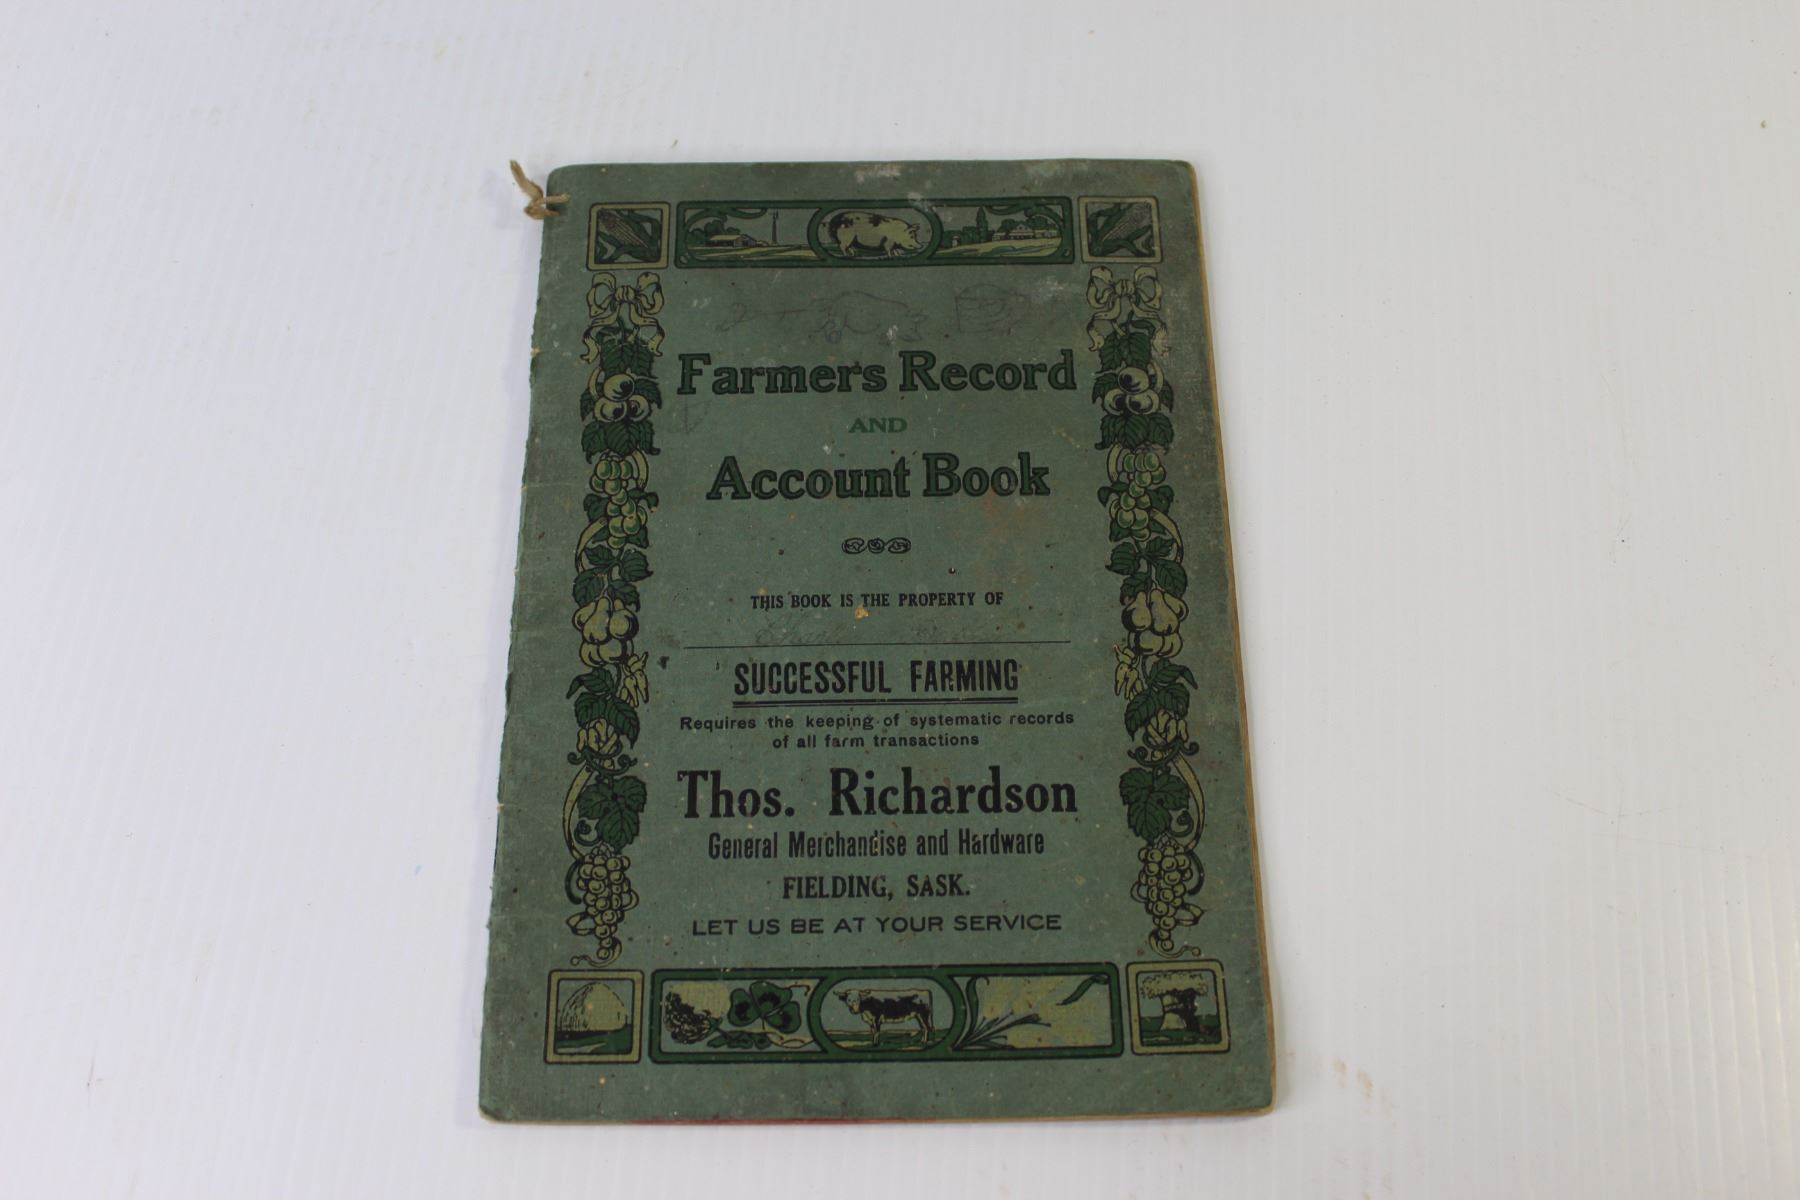 Farmers Record
AND
Account Book
THIS BOOK IS THE PROPERTY OF
SUCCESSFUL FARMING
Requires the keeping of systematic records
of all farm transactions
Thos. Richardson
General Merchandise and Hardware
FIELDING, SASK.
LET US BE AT YOUR SERVICE